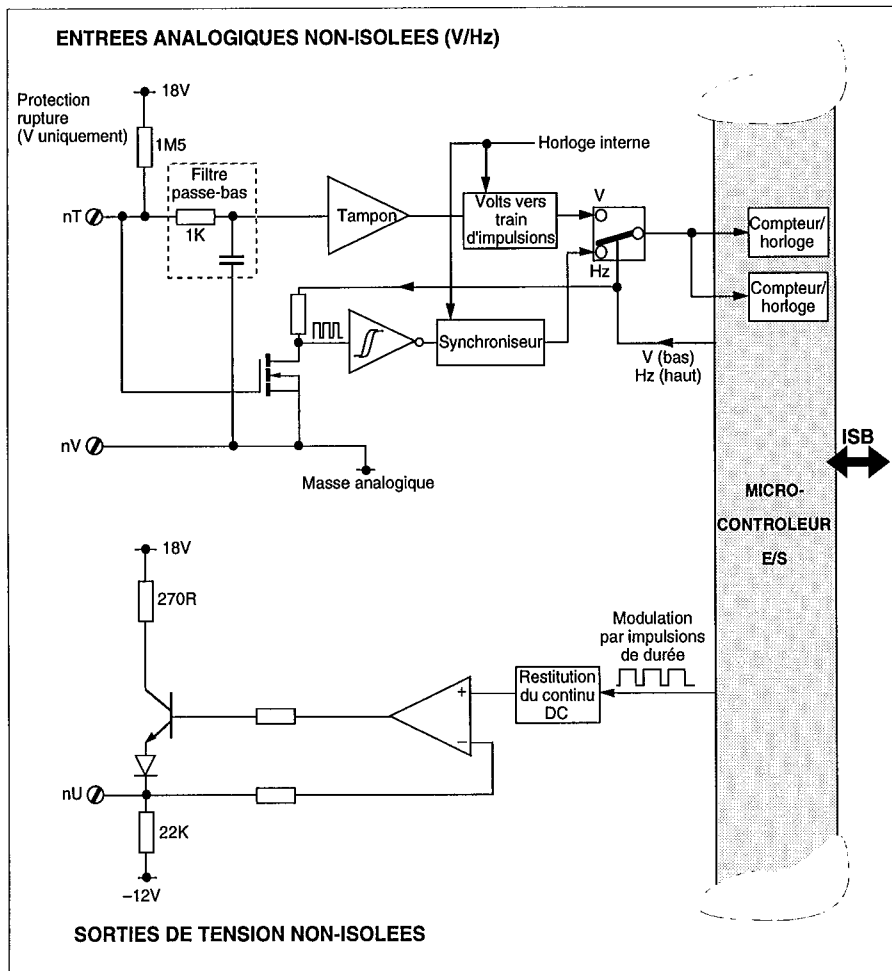 ENTREES ANALOGIQUES NON-ISOLEES (V/Hz)
18V
Protection
rupture
(V uniquement)
1M5
Filtre
passe-bas
Horloge interne
nT
1K
Tampon
Volts vers
train
d'impulsions
V
Hz
Compteur/
horloge
Compteur/
horloge
Synchroniseur
V (bas)
Hz (haut)
nV
Masse analogique
ISB
MICRO-
CONTROLEUR
E/S
18V
270R
Modulation
par impulsions
de durée
Restitution
du continu
DC
+
−
nU
22K
−12V
SORTIES DE TENSION NON-ISOLEES